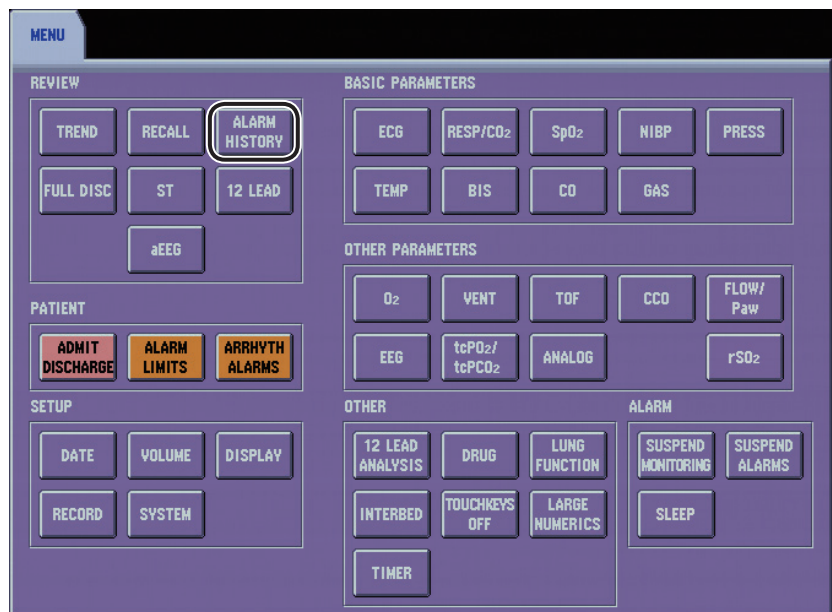 MENU
REVIEW
TREND
RECALL
ALARM
HISTORY
FULL DISC
ST
12 LEAD
aEEG
PATIENT
ADMIT
DISCHARGE
ALARM
LIMITS
ARRHYTH
ALARMS
SETUP
DATE
VOLUME
DISPLAY
RECORD
SYSTEM
BASIC PARAMETERS
ECG
RESP/CO2
SpO2
NIBP
PRESS
TEMP
BIS
CO
GAS
OTHER PARAMETERS
O2
VENT
TOF
CCO
FLOW/
Paw
EEG
tcPO2/
tcPCO2
ANALOG
rSO2
OTHER
12 LEAD
ANALYSIS
DRUG
LUNG
FUNCTION
INTERBED
TOUCHKEYS
OFF
LARGE
NUMERICS
TIMER
ALARM
SUSPEND
MONITORING
SUSPEND
ALARMS
SLEEP